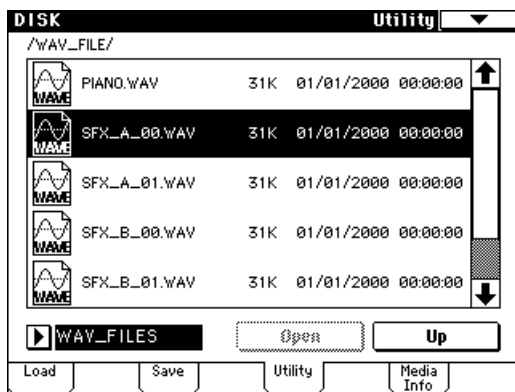 DISK Utility
/WAV_FILE/
WAVE PIANO.WAV 31K 01/01/2000 00:00:00
WAVE SFX_A_00.WAV 31K 01/01/2000 00:00:00
WAVE SFX_A_01.WAV 31K 01/01/2000 00:00:00
WAVE SFX_B_00.WAV 31K 01/01/2000 00:00:00
WAVE SFX_B_01.WAV 31K 01/01/2000 00:00:00
WAV_FILES Open Up
Load Save Utility Media
Info